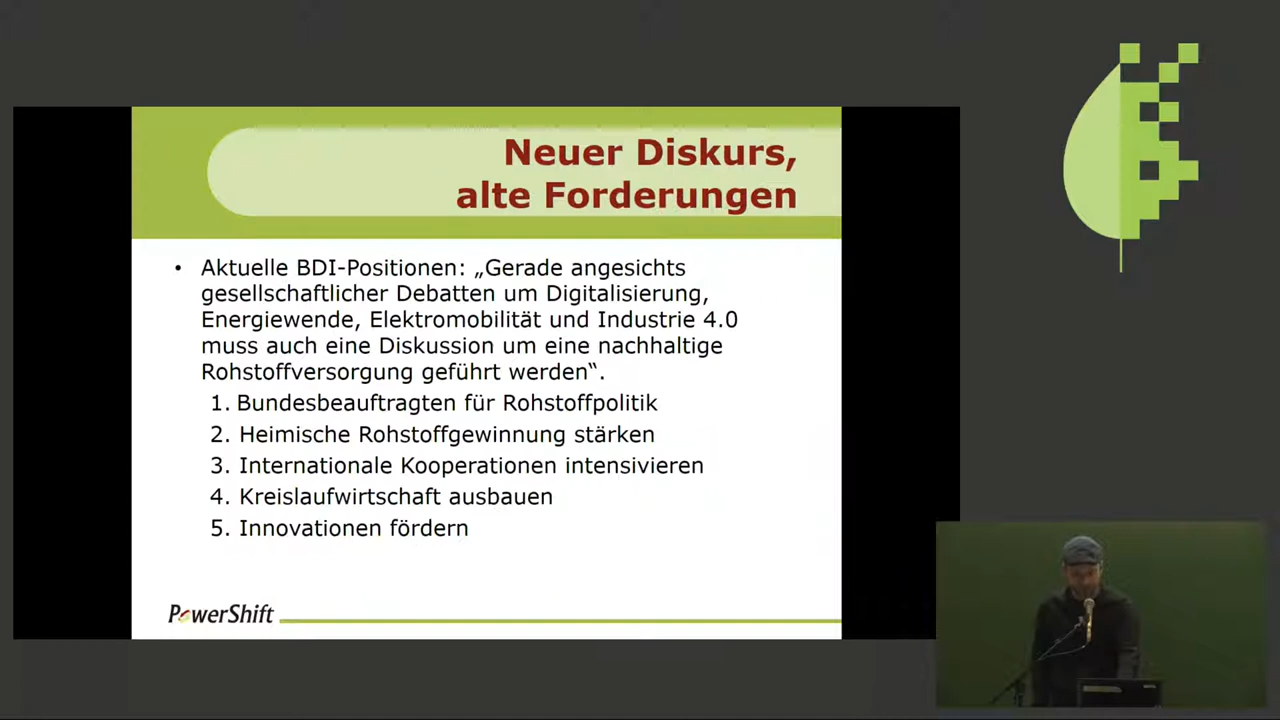 Neuer Diskurs,
alte Forderungen
• Aktuelle BDI-Positionen: „Gerade angesichts
gesellschaftlicher Debatten um Digitalisierung,
Energiewende, Elektromobilität und Industrie 4.0
muss auch eine Diskussion um eine nachhaltige
Rohstoffversorgung geführt werden“.
1. Bundesbeauftragten für Rohstoffpolitik
2. Heimische Rohstoffgewinnung stärken
3. Internationale Kooperationen intensivieren
4. Kreislaufwirtschaft ausbauen
5. Innovationen fördern
PowerShift